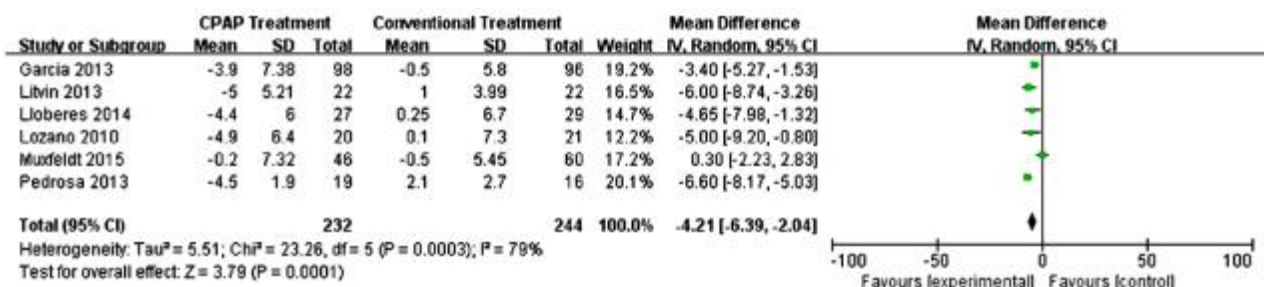 CPAP Treatment Conventional Treatment Mean Difference Mean Difference
Study or Subgroup Mean SD Total Mean SD Total Weight IV, Random, 95% CI IV, Random, 95% CI
Garcia 2013 -3.9 7.38 98 -0.5 5.8 96 19.2% -3.40 [-5.27, -1.53]
Litvin 2013 -5 5.21 22 1 3.99 22 16.5% -6.00 [-8.74, -3.26]
Lloberes 2014 -4.4 6 27 0.25 6.7 29 14.9% -4.65 [-7.98, -1.32]
Lozano 2010 -4.9 6.4 20 0.1 7.3 21 12.2% -5.00 [-9.20, -0.80]
Muxfeldt 2015 -0.2 7.32 46 -0.5 5.45 60 17.2% 0.30 [-2.23, 2.83]
Pedrosa 2013 -4.5 1.9 19 2.1 2.7 16 20.1% -6.60 [-8.17, -5.03]
Total (95% CI) 232 244 100.0% -4.21 [-6.39, -2.04]
Heterogeneity: Tau² = 5.51; Chi² = 23.26, df = 5 (P = 0.0003); I² = 79%
Test for overall effect: Z = 3.79 (P = 0.0001)
-100 -50 0 50 100
Favours [experimental] Favours [control]